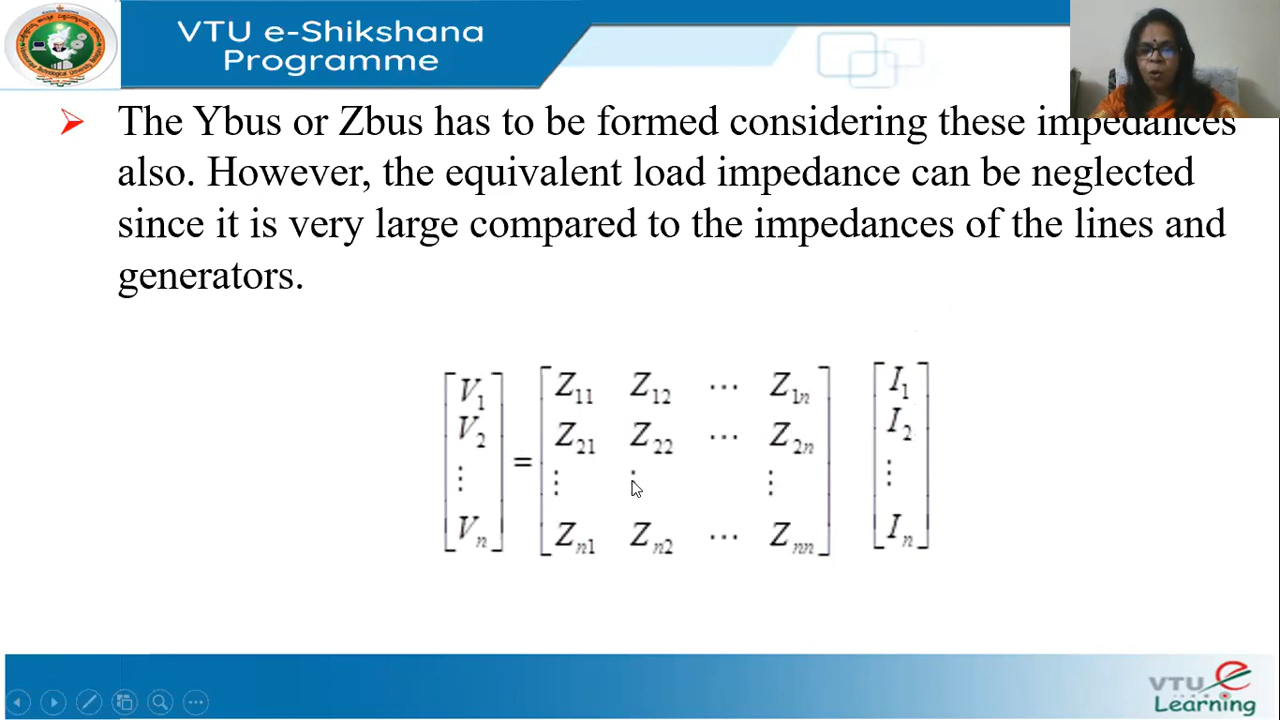 VTU e-Shikshana
Programme
The Ybus or Zbus has to be formed considering these impedances
also. However, the equivalent load impedance can be neglected
since it is very large compared to the impedances of the lines and
generators.
[V₁] = [Z₁₁ Z₁₂ ⋯ Z₁ₙ] [I₁]
[V₂] [Z₂₁ Z₂₂ ⋯ Z₂ₙ] [I₂]
[⋮] [⋮ ⋮ ⋮] [⋮]
[Vₙ] [Zₙ₁ Zₙ₂ ⋯ Zₙₙ] [Iₙ]
VTU e
Learning